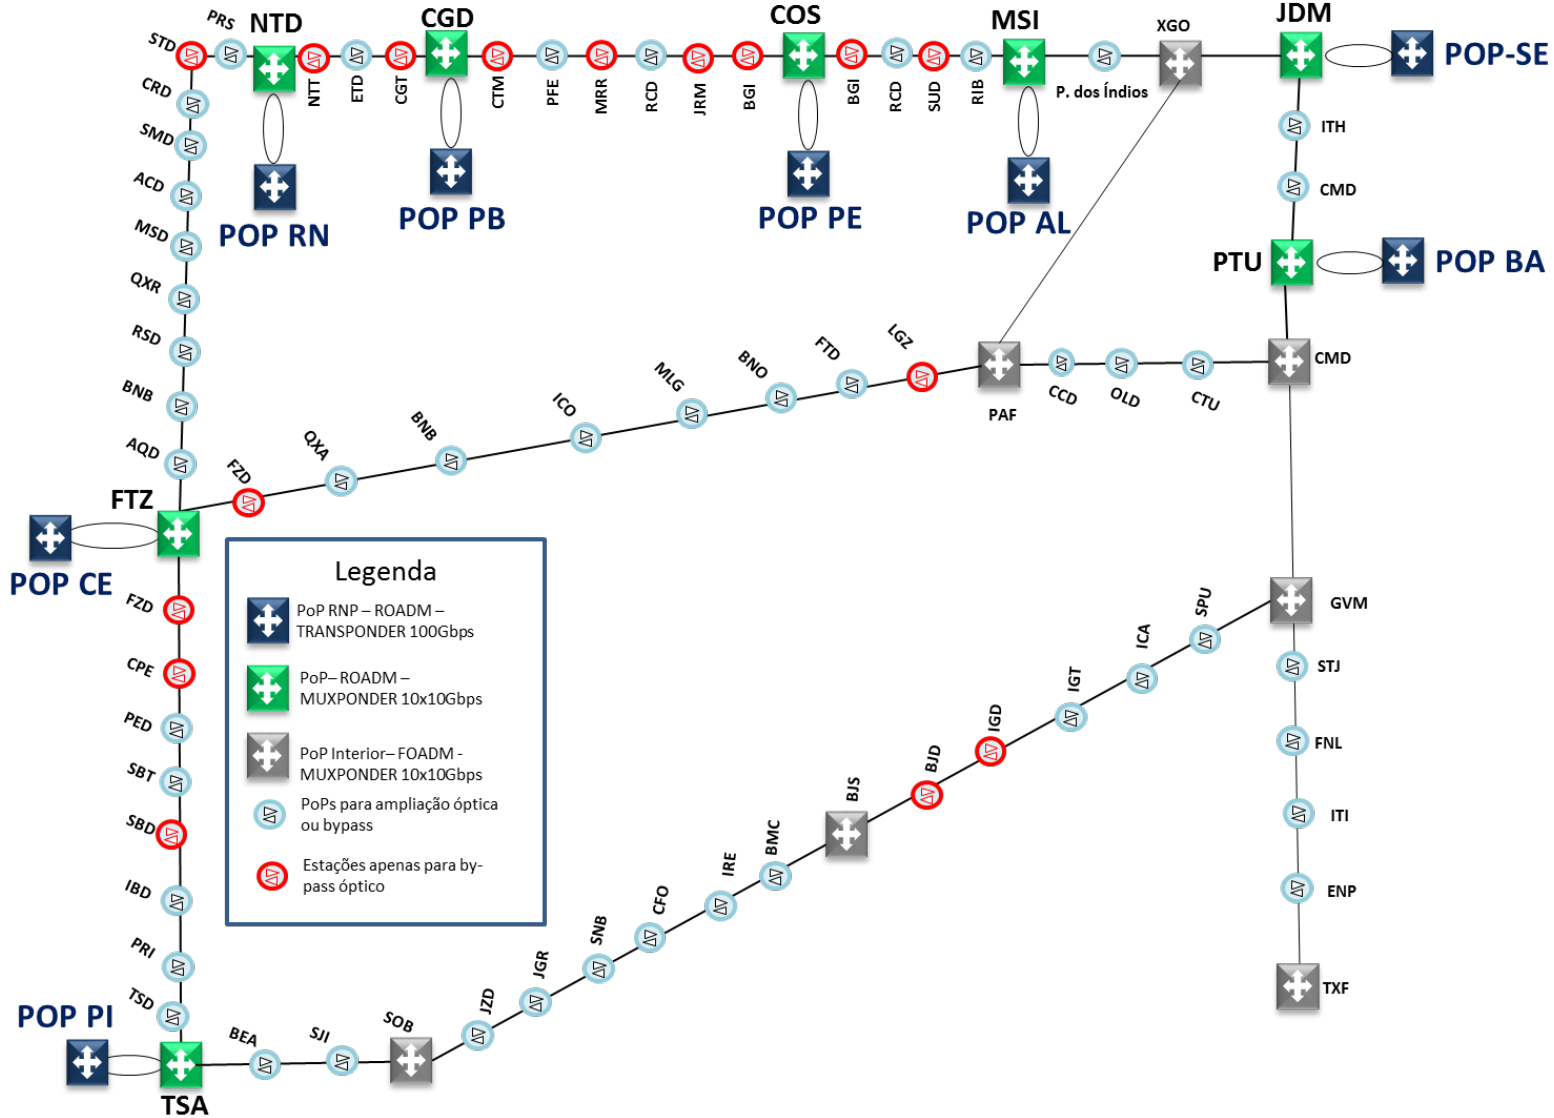 PRS
NTD
CGD
COS
MSI
XGO
JDM
STD
POP-SE
CRD
NTT
ETD
CGT
CTM
PFE
MRR
RCD
JRM
BGI
BGI
RCD
SUD
RIB
P. dos Índios
SMD
ITH
ACD
CMD
POP RN
POP PB
POP PE
POP AL
MSD
PTU
POP BA
QXR
RSD
LGZ
FTD
BNO
MLG
CMD
BNB
ICO
BNB
QXA
PAF
CCD
OLD
CTU
AQD
FZD
FTZ
POP CE
Legenda
PoP RNP – ROADM –
TRANSPONDER 100Gbps
PoP– ROADM –
MUXPONDER 10x10Gbps
PoP Interior– FOADM -
MUXPONDER 10x10Gbps
PoPs para ampliação óptica
ou bypass
Estações apenas para by-
pass óptico
FZD
CPE
PED
SBT
SBD
IBD
PRI
TSD
GVM
SPU
ICA
IGT
IGD
BJD
BJS
BMC
IRE
CFO
SNB
JGR
JZD
STJ
FNL
ITI
ENP
TXF
POP PI
BEA
SJI
SOB
TSA